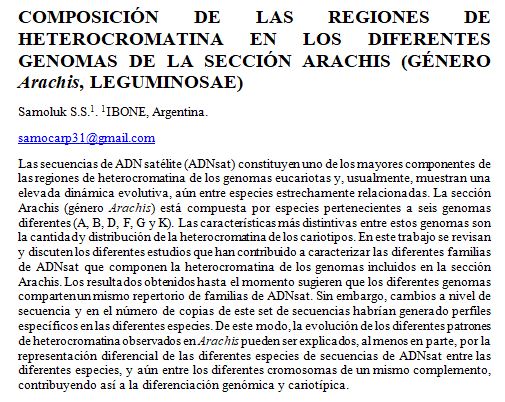 COMPOSICIÓN DE LAS REGIONES DE
HETEROCROMATINA EN LOS DIFERENTES
GENOMAS DE LA SECCIÓN ARACHIS (GÉNERO
Arachis, LEGUMINOSAE)
Samoluk S.S.¹. ¹IBONE, Argentina.
samocarp31@gmail.com
Las secuencias de ADN satélite (ADNsat) constituyen uno de los mayores componentes de
las regiones de heterocromatina de los genomas eucariotas y, usualmente, muestran una
elevada dinámica evolutiva, aún entre especies estrechamente relacionadas. La sección
Arachis (género Arachis) está compuesta por especies pertenecientes a seis genomas
diferentes (A, B, D, F, G y K). Las características más distintivas entre estos genomas son
la cantidad y distribución de la heterocromatina de los cariotipos. En este trabajo se revisan
y discuten los diferentes estudios que han contribuido a caracterizar las diferentes familias
de ADNsat que componen la heterocromatina de los genomas incluidos en la sección
Arachis. Los resultados obtenidos hasta el momento sugieren que los diferentes genomas
comparten un mismo repertorio de familias de ADNsat. Sin embargo, cambios a nivel de
secuencia y en el número de copias de este set de secuencias habrían generado perfiles
específicos en las diferentes especies. De este modo, la evolución de los diferentes patrones
de heterocromatina observados en Arachis pueden ser explicados, al menos en parte, por la
representación diferencial de las diferentes especies de secuencias de ADNsat entre las
diferentes especies, y aún entre los diferentes cromosomas de un mismo complemento,
contribuyendo así a la diferenciación genómica y cariotípica.